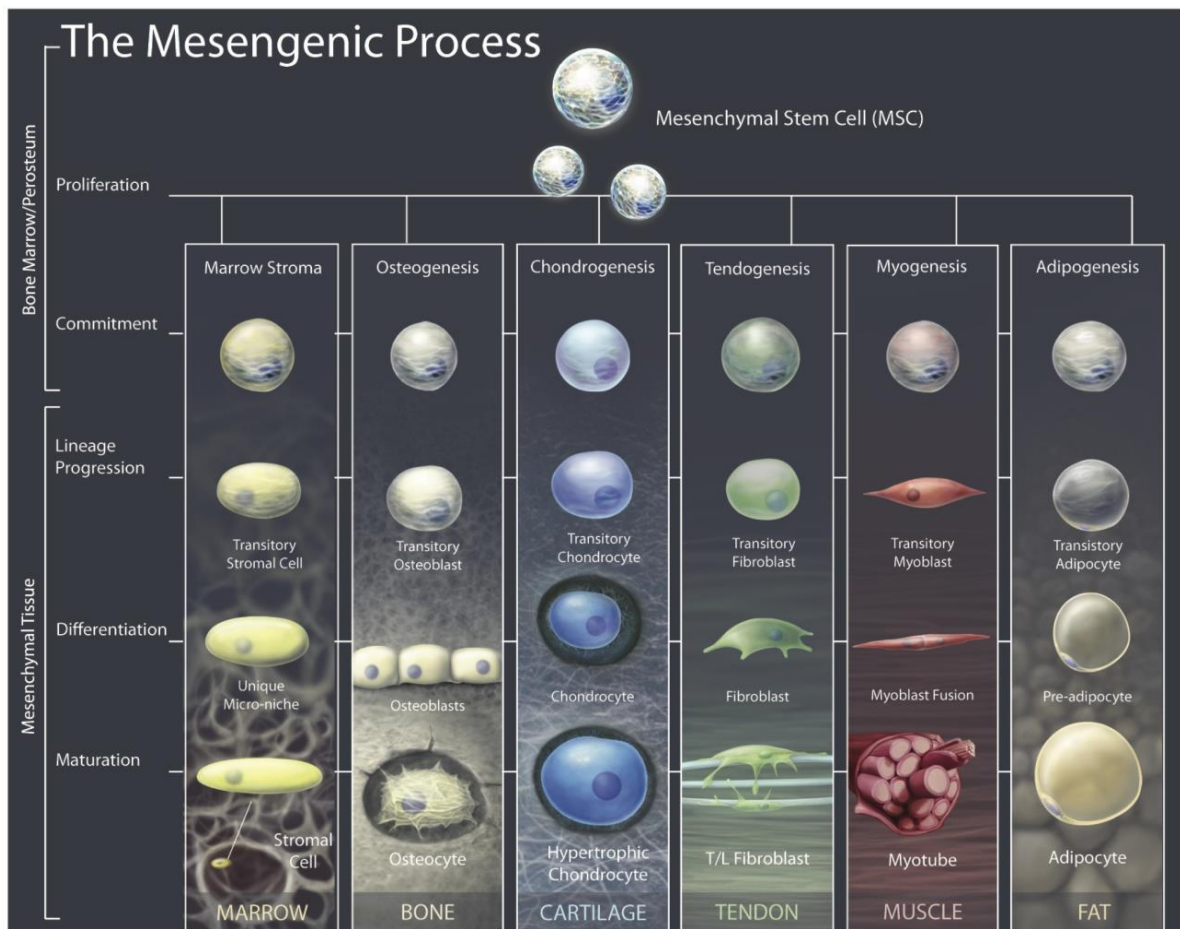 The Mesengenic Process
Mesenchymal Stem Cell (MSC)
Bone Marrow/Perosteum
Proliferation
Marrow Stroma
Osteogenesis
Chondrogenesis
Tendogenesis
Myogenesis
Adipogenesis
Commitment
Mesenchymal Tissue
Lineage
Progression
Transitory
Stromal Cell
Transitory
Osteoblast
Transitory
Chondrocyte
Transitory
Fibroblast
Transitory
Myoblast
Transistory
Adipocyte
Differentiation
Unique
Micro-niche
Osteoblasts
Chondrocyte
Fibroblast
Myoblast Fusion
Pre-adipocyte
Maturation
Stromal
Cell
Osteocyte
Hypertrophic
Chondrocyte
T/L Fibroblast
Myotube
Adipocyte
MARROW
BONE
CARTILAGE
TENDON
MUSCLE
FAT